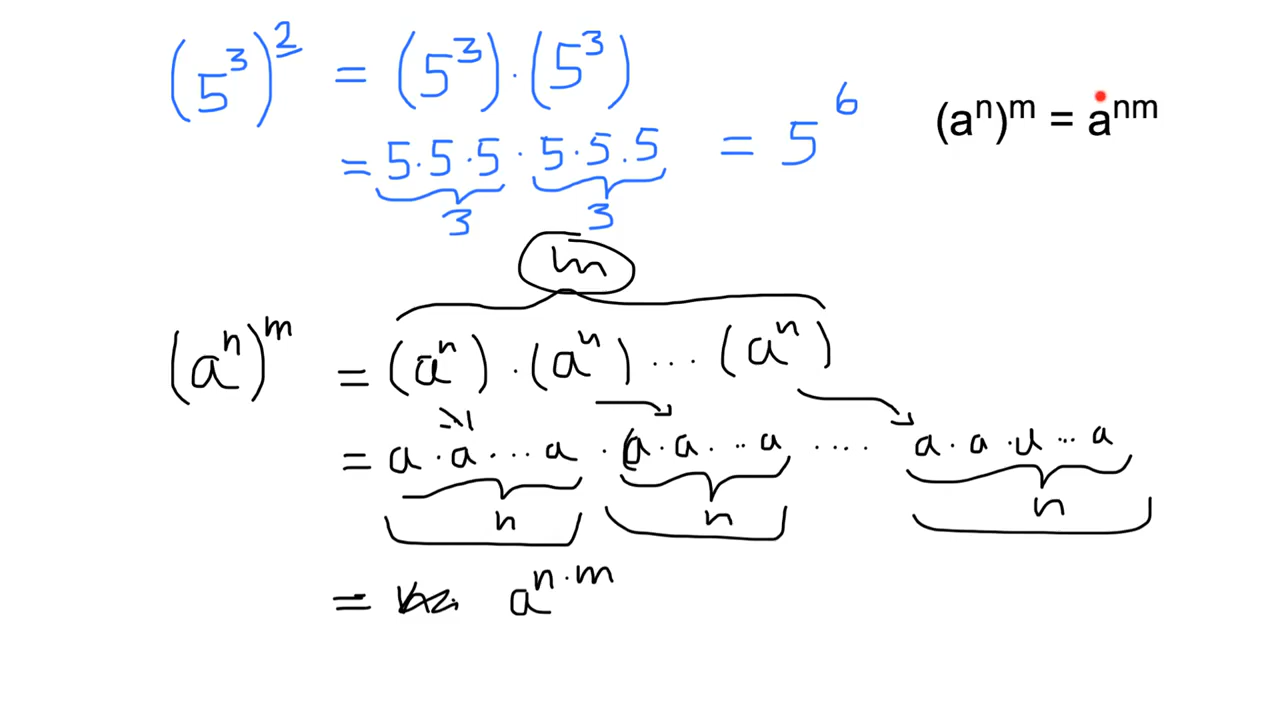 (5³)² = (5³)·(5³)
= 5·5·5 · 5·5·5 = 5⁶
3 3
(aⁿ)ᵐ = aⁿᵐ
m
(aⁿ)ᵐ = (aⁿ)·(aⁿ)···(aⁿ)
= a·a···a · a·a···a ···· a·a·a···a
n n n
= aⁿ·ᵐ